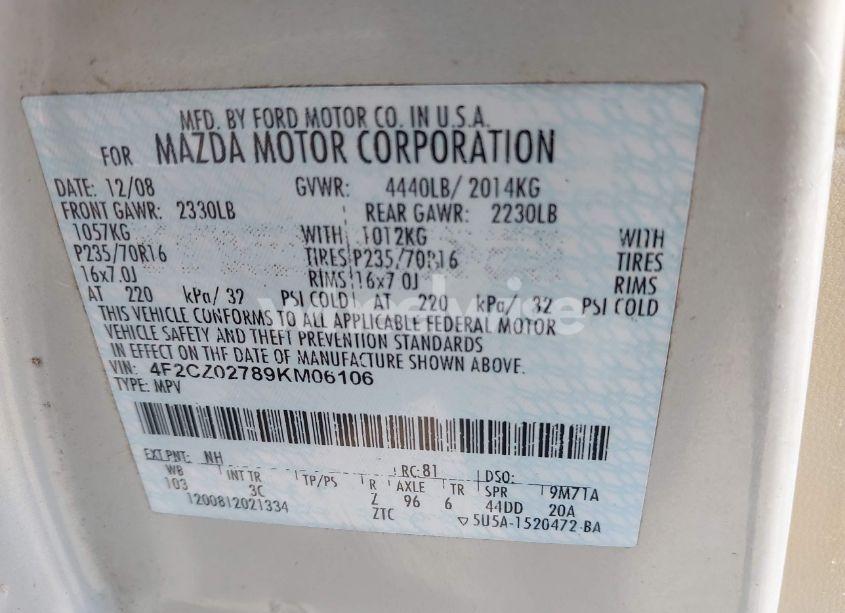 MFD. BY FORD MOTOR CO. IN U.S.A.
FOR MAZDA MOTOR CORPORATION
DATE: 12/08 GVWR: 4440LB/ 2014KG
FRONT GAWR: 2330LB REAR GAWR: 2230LB
1057KG WITH 1012KG WITH
P235/70R16 TIRES P235/70R16 TIRES
16x7.0J RIMS 16x7.0J RIMS
AT 220 kPa/ 32 PSI COLD AT 220 kPa/ 32 PSI COLD
THIS VEHICLE CONFORMS TO ALL APPLICABLE FEDERAL MOTOR
VEHICLE SAFETY AND THEFT PREVENTION STANDARDS
IN EFFECT ON THE DATE OF MANUFACTURE SHOWN ABOVE.
VIN: 4F2CZ02789KM06106
TYPE: MPV
EXT PNT: NH RC: 81 DSO:
WB INT TR TP/PS R AXLE TR SPR 9M71A
103 3C Z 96 6 44DD 20A
1200812021334 ZTC 5U5A-1520472-BA